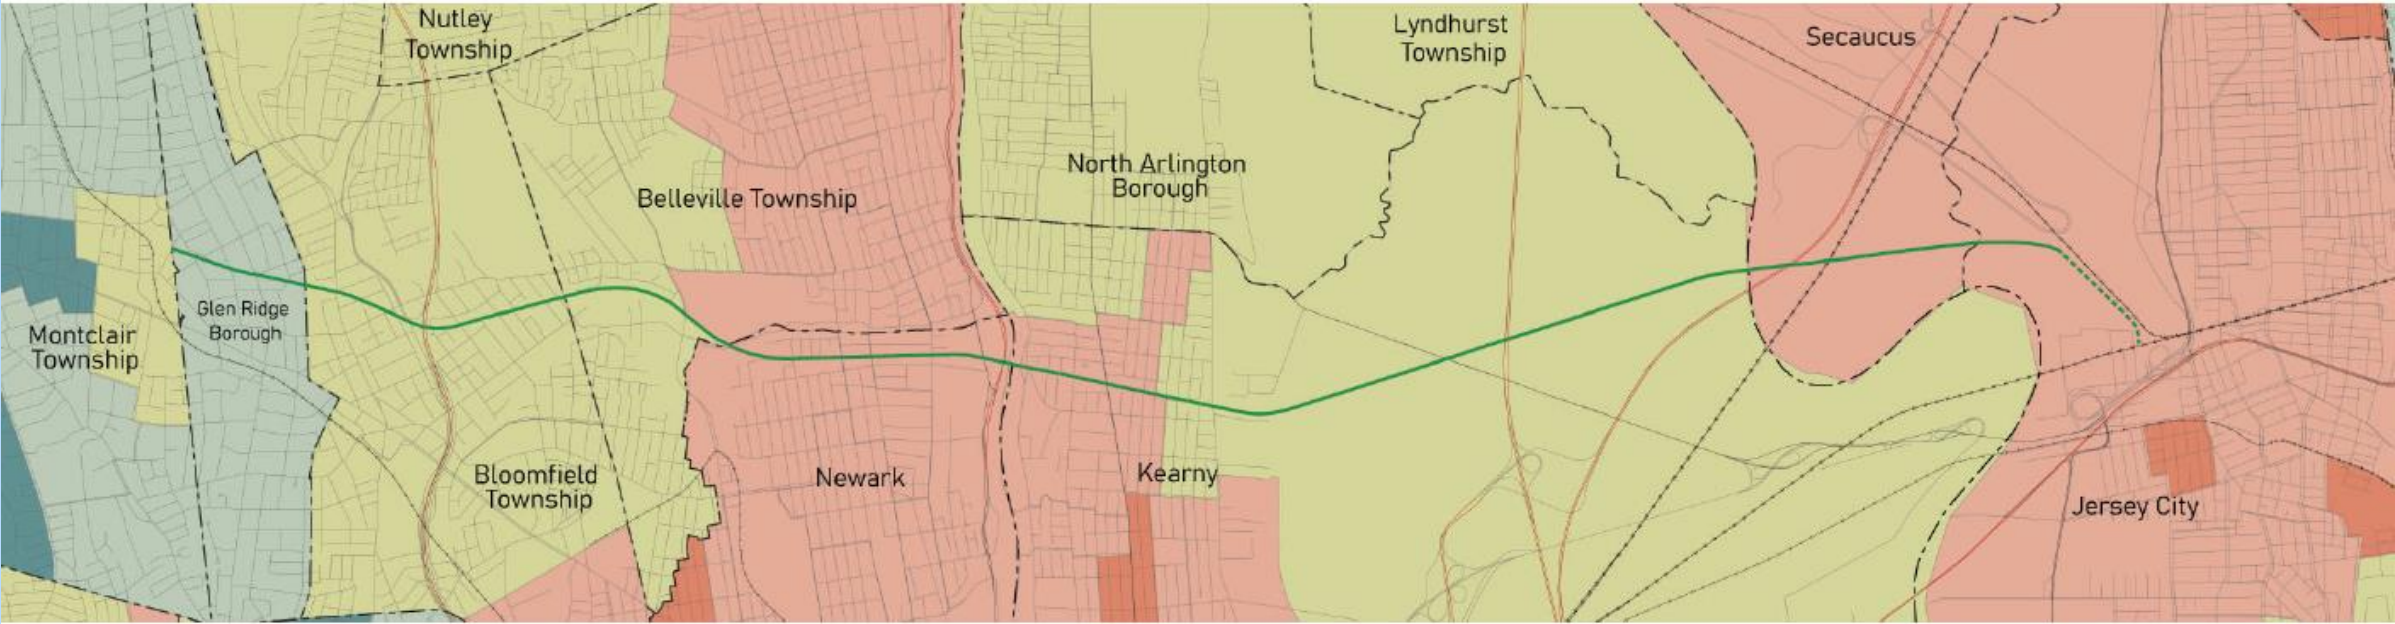 Nutley
Township
Lyndhurst
Township
Secaucus
North Arlington
Borough
Belleville Township
Glen Ridge
Borough
Montclair
Township
Bloomfield
Township
Newark
Kearny
Jersey City